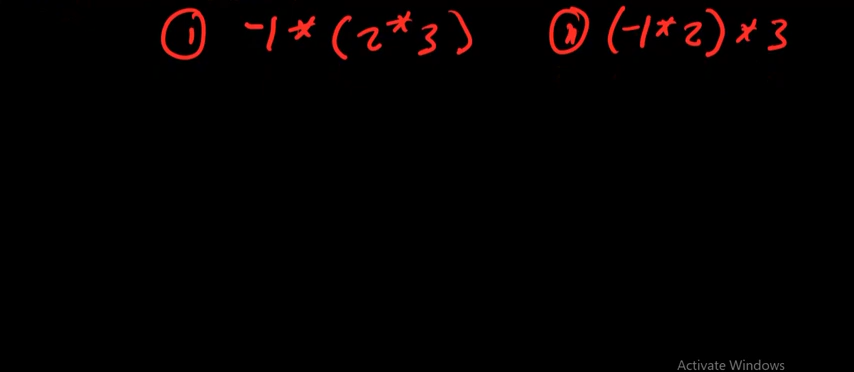 ① -1 * (2 * 3) ② (-1 * 2) * 3
Activate Windows